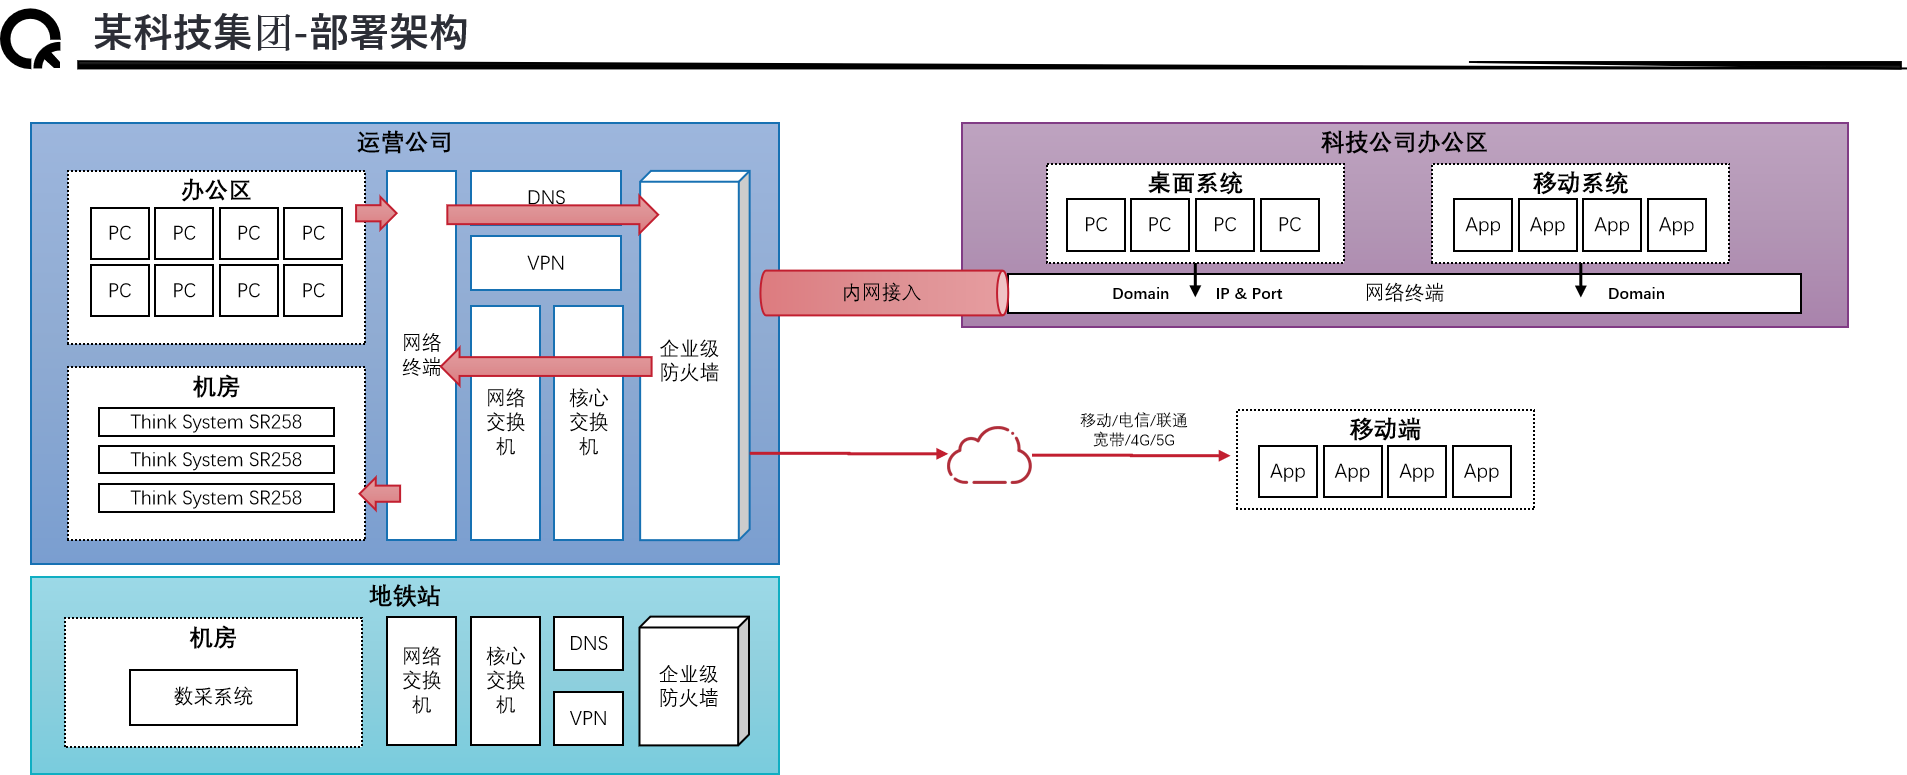 某科技集团-部署架构
运营公司
办公区
PC
PC
PC
PC
PC
PC
PC
PC
机房
Think System SR258
Think System SR258
Think System SR258
网络
终端
DNS
VPN
网络
交换
机
核心
交换
机
企业级
防火墙
内网接入
科技公司办公区
桌面系统
PC
PC
PC
PC
移动系统
App
App
App
App
Domain
IP & Port
网络终端
Domain
移动/电信/联通
宽带/4G/5G
移动端
App
App
App
App
地铁站
机房
数采系统
网络
交换
机
核心
交换
机
DNS
VPN
企业级
防火墙